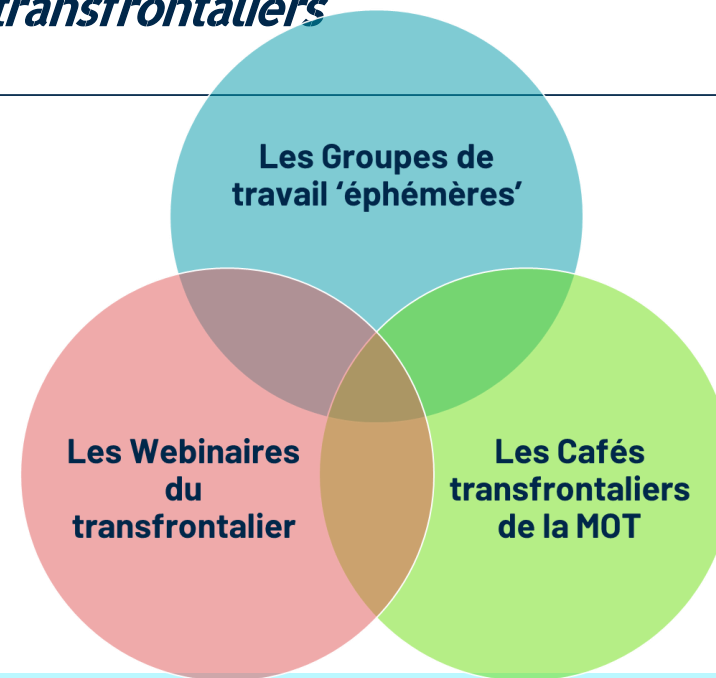 transfrontaliers
Les Groupes de
travail ‘éphémères’
Les Webinaires
du
transfrontalier
Les Cafés
transfrontaliers
de la MOT